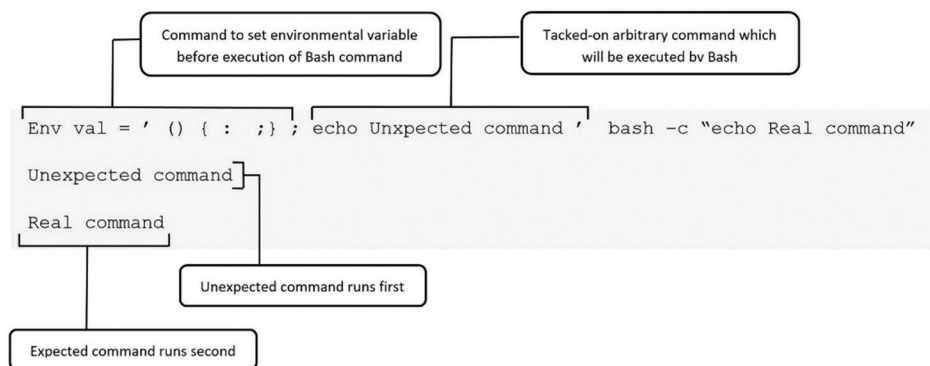 Command to set environmental variable
before execution of Bash command
Tacked-on arbitrary command which
will be executed by Bash
Env val = ’ () { : ;} ; echo Unxpected command ’ bash –c “echo Real command”
Unexpected command
Real command
Unexpected command runs first
Expected command runs second